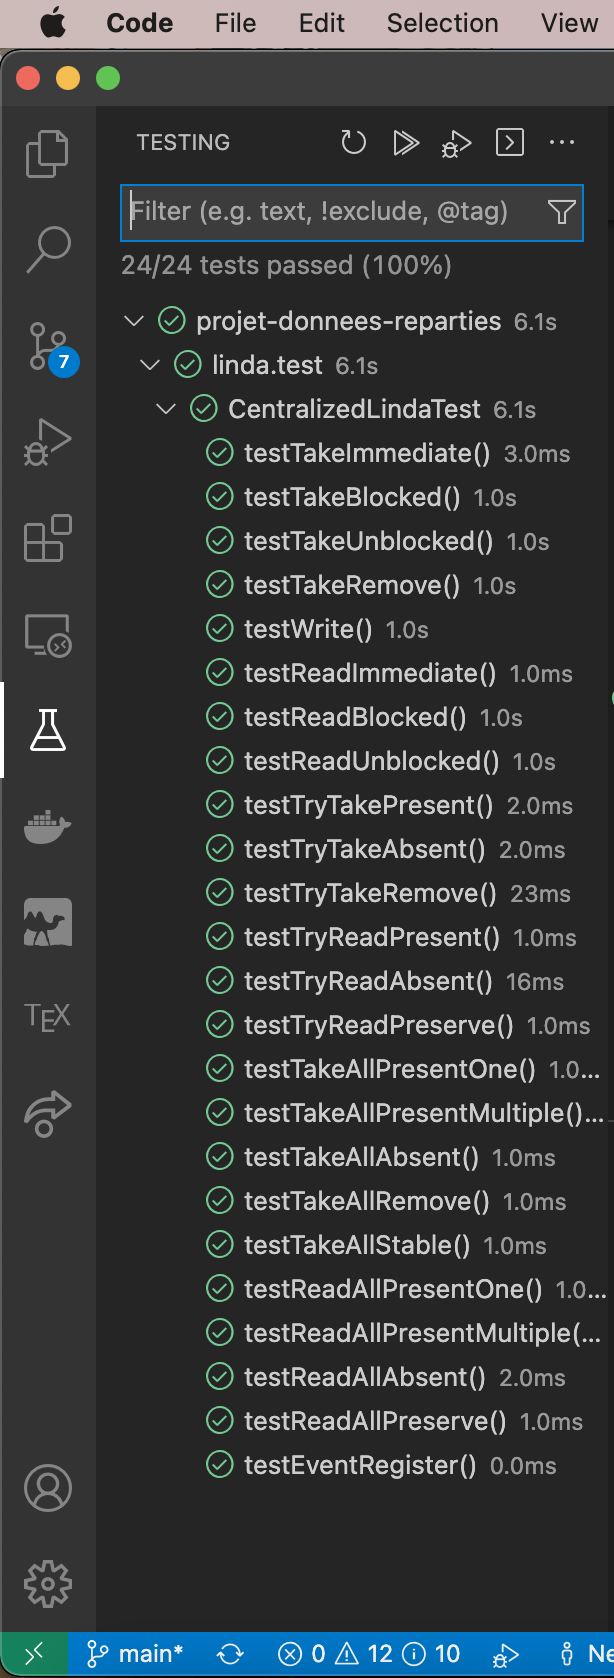 Code File Edit Selection View
TESTING
Filter (e.g. text, !exclude, @tag)
24/24 tests passed (100%)
projet-donnees-reparties 6.1s
linda.test 6.1s
7
CentralizedLindaTest 6.1s
testTakeImmediate() 3.0ms
testTakeBlocked() 1.0s
testTakeUnblocked() 1.0s
testTakeRemove() 1.0s
testWrite() 1.0s
testReadImmediate() 1.0ms
testReadBlocked() 1.0s
testReadUnblocked() 1.0s
testTryTakePresent() 2.0ms
testTryTakeAbsent() 2.0ms
testTryTakeRemove() 23ms
testTryReadPresent() 1.0ms
testTryReadAbsent() 16ms
TEX
testTryReadPreserve() 1.0ms
testTakeAllPresentOne() 1.0...
testTakeAllPresentMultiple()...
testTakeAllAbsent() 1.0ms
testTakeAllRemove() 1.0ms
testTakeAllStable() 1.0ms
testReadAllPresentOne() 1.0...
testReadAllPresentMultiple(...
testReadAllAbsent() 2.0ms
testReadAllPreserve() 1.0ms
testEventRegister() 0.0ms
main* 0 12 10 Ne